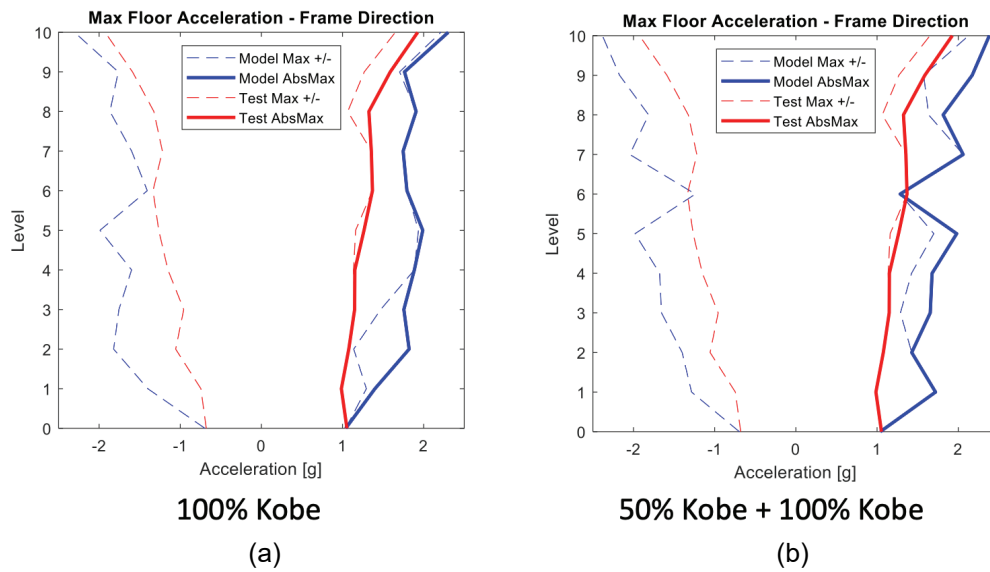 Max Floor Acceleration - Frame Direction
10
9
8
7
6
5
4
3
2
1
0
Level
Model Max +/-
Model AbsMax
Test Max +/-
Test AbsMax
-2 -1 0 1 2
Acceleration [g]
100% Kobe
(a)
Max Floor Acceleration - Frame Direction
10
9
8
7
6
5
4
3
2
1
0
Level
Model Max +/-
Model AbsMax
Test Max +/-
Test AbsMax
-2 -1 0 1 2
Acceleration [g]
50% Kobe + 100% Kobe
(b)